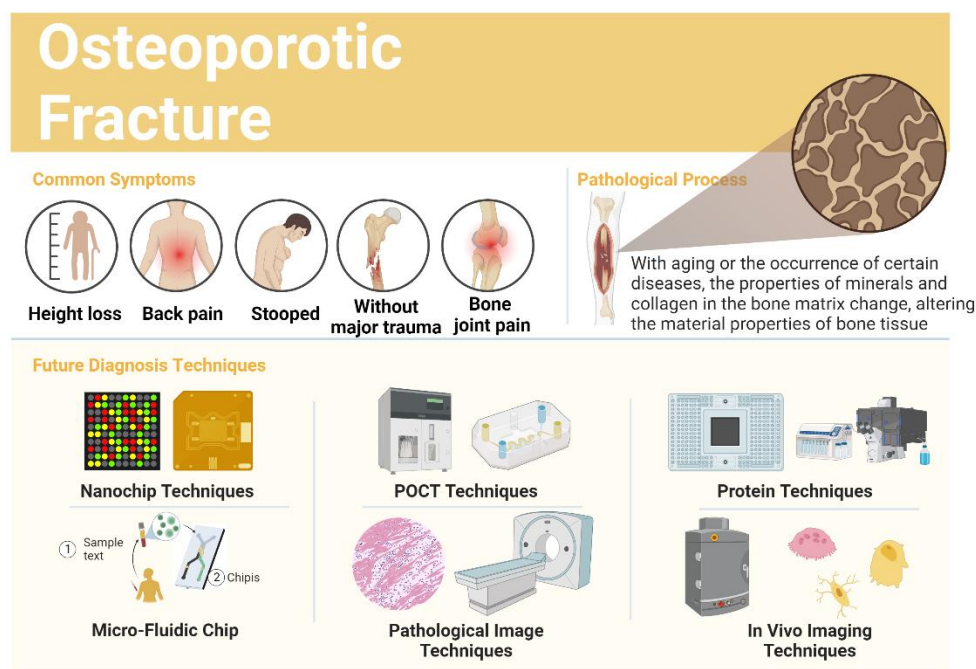 Osteoporotic
Fracture
Common Symptoms
Height loss
Back pain
Stooped
Without
major trauma
Bone
joint pain
Pathological Process
With aging or the occurrence of certain
diseases, the properties of minerals and
collagen in the bone matrix change, altering
the material properties of bone tissue
Future Diagnosis Techniques
Nanochip Techniques
POCT Techniques
Protein Techniques
1 Sample
text
2 Chipis
Micro-Fluidic Chip
Pathological Image
Techniques
In Vivo Imaging
Techniques